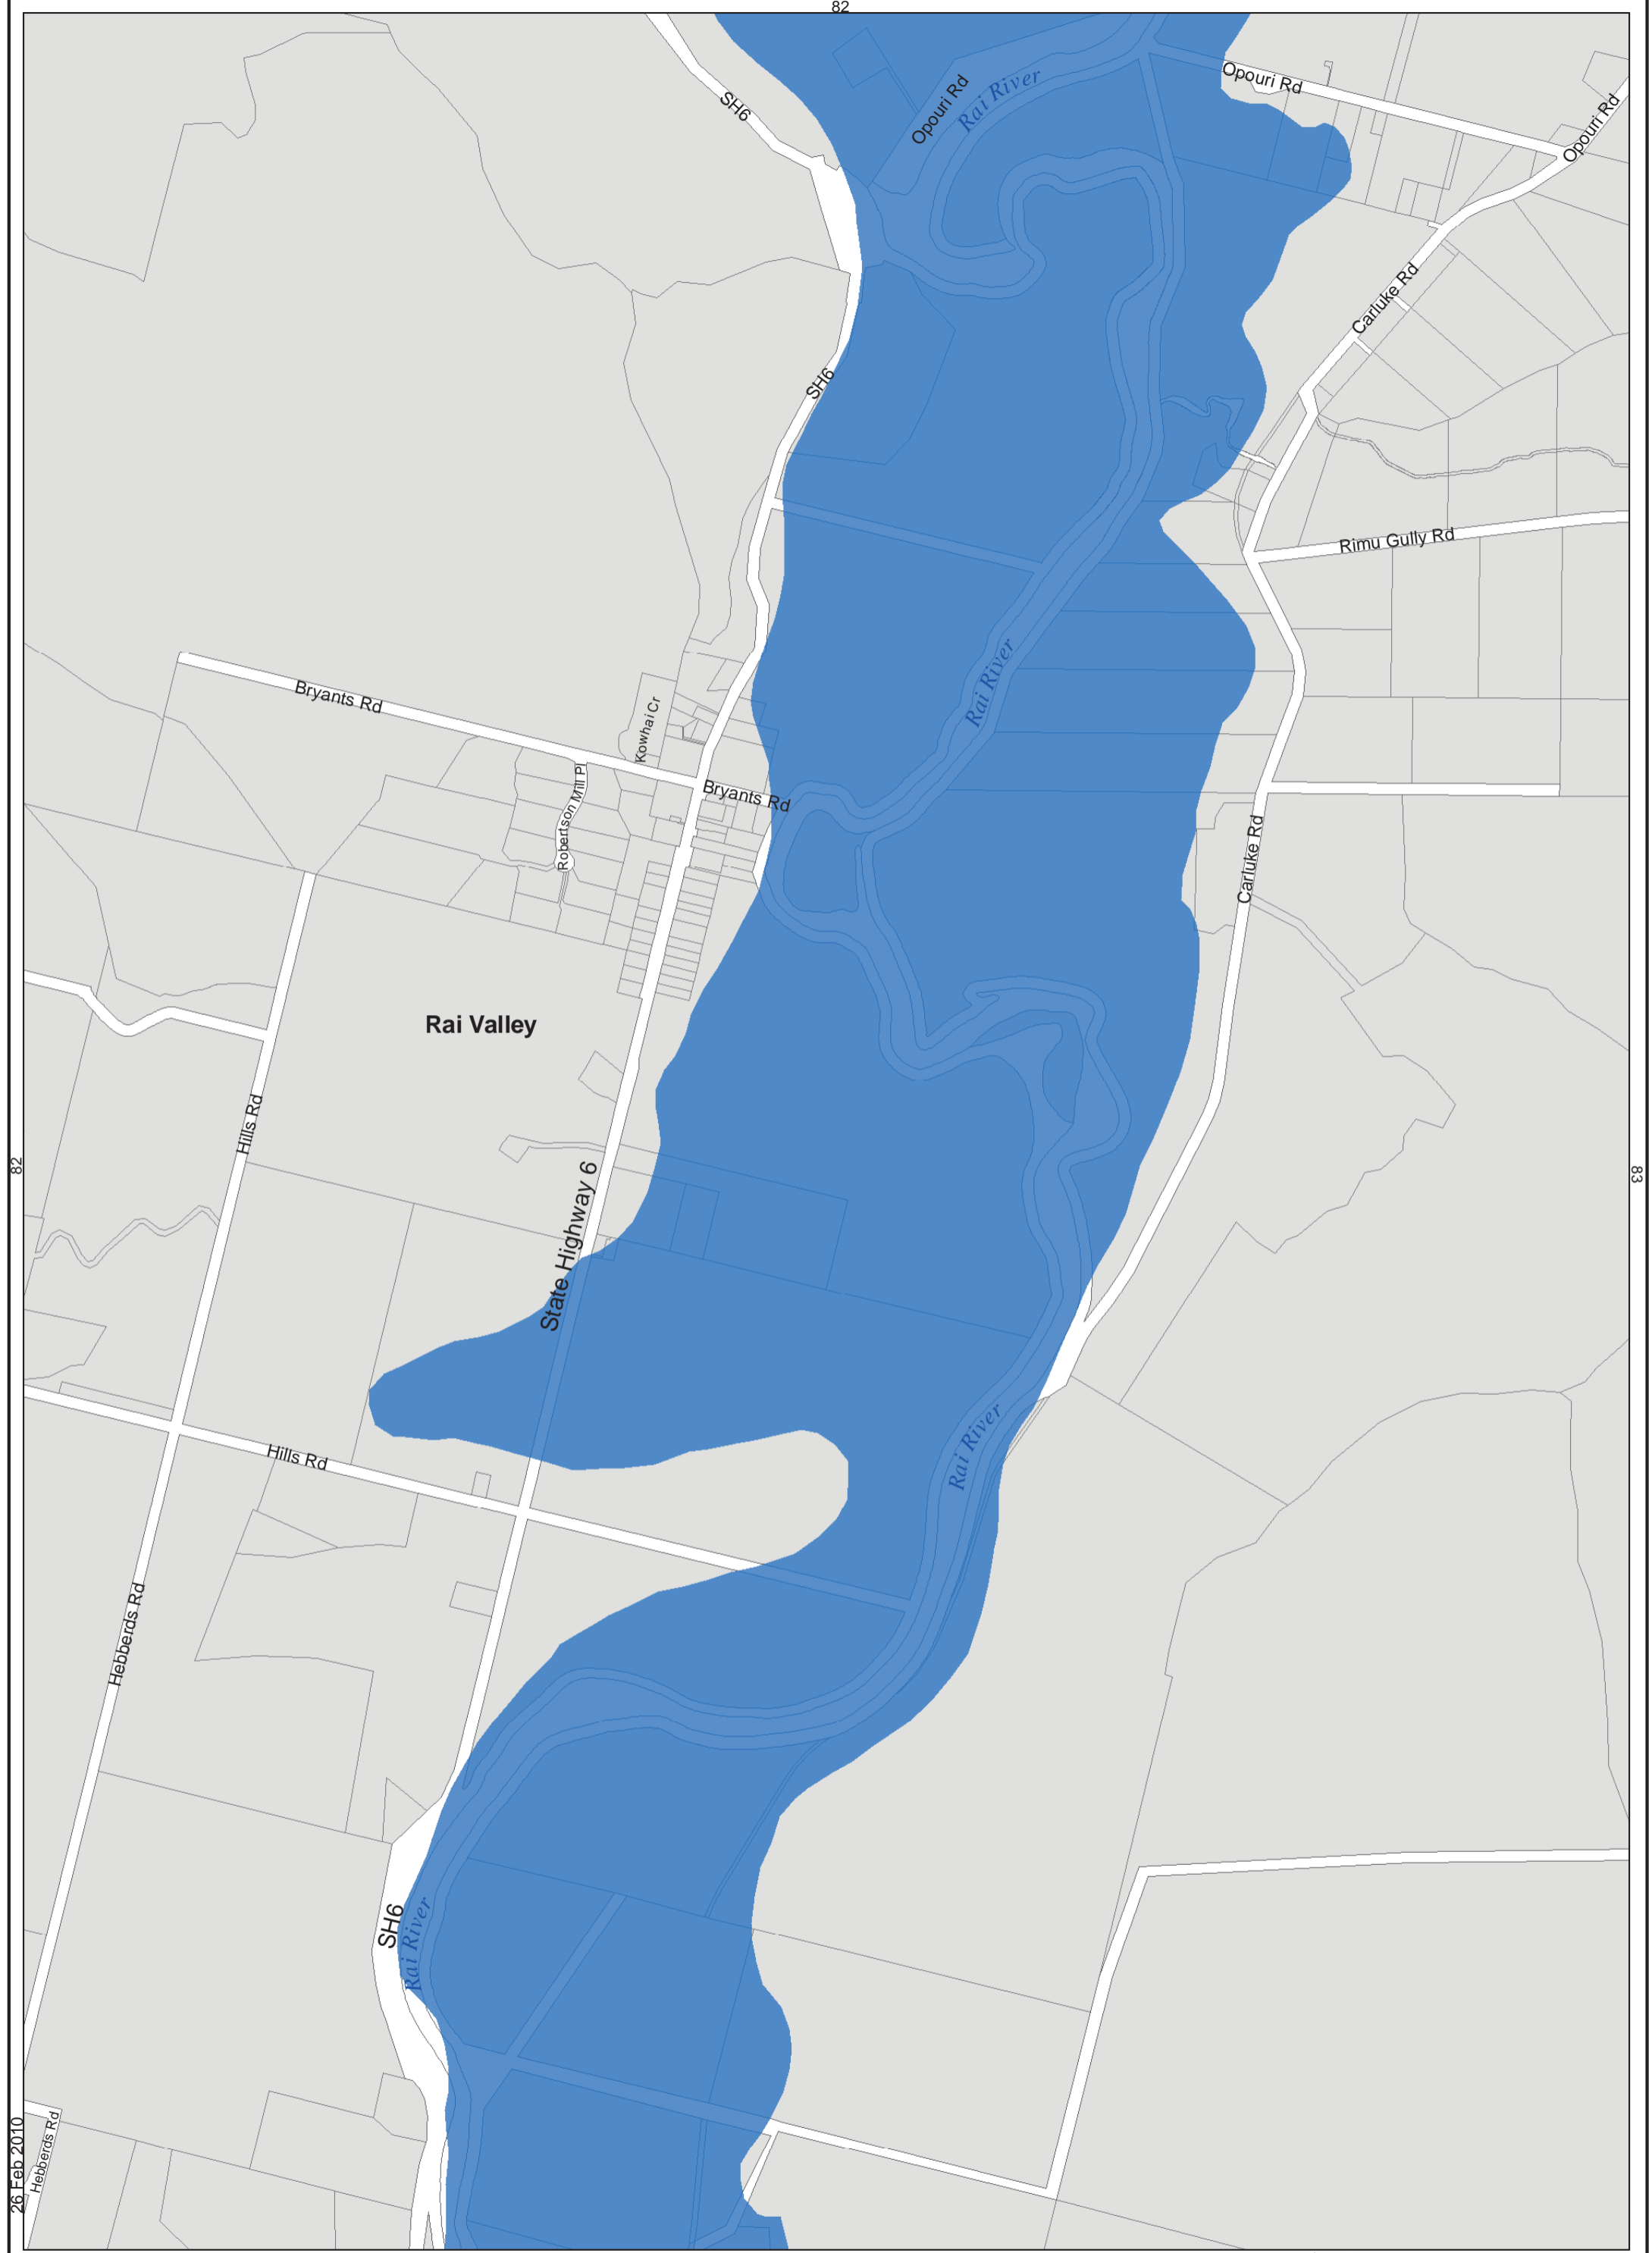 82
SH6
Opouri Rd
Rai River
Opouri Rd
Opouri Rd
Carluke Rd
SH6
Rimu Gully Rd
Rai River
Bryants Rd
Kowhai Cr
Robertson Mill Pl
Bryants Rd
Carluke Rd
Rai Valley
Hills Rd
82
83
State Highway 6
Rai River
Hills Rd
Hebberds Rd
SH6
Rai River
Hebberds Rd
26 Feb 2010